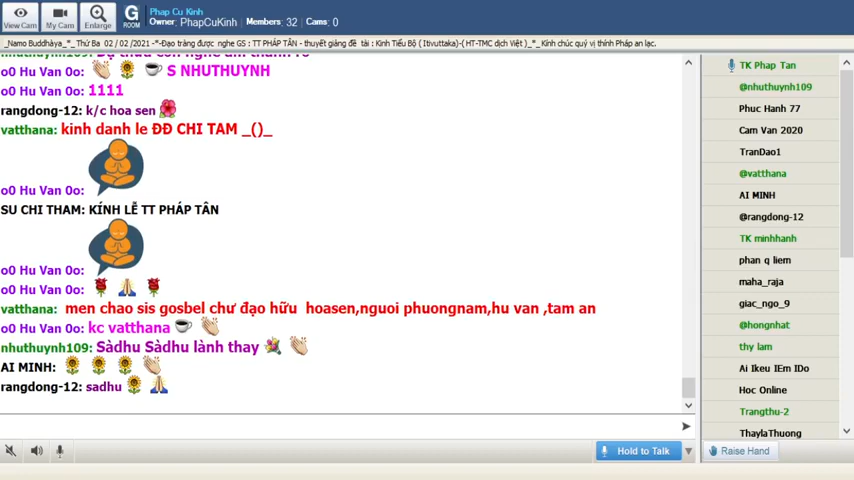 View Cam
My Cam
Enlarge
G
ROOM
Phap Cu Kinh
Owner: PhapCuKinh Members: 32 Cams: 0
_Namo Buddhàya_*_ Thứ Ba 02 / 02 /2021 -*-Đạo tràng được nghe GS : TT PHÁP TÂN - thuyết giảng đề tài : Kinh Tiểu Bộ ( Itivuttaka)-( HT-TMC dịch Việt )_*_ Kính chúc quý vị thính Pháp an lạc.
o0 Hu Van 0o: S NHUTHUYNH
o0 Hu Van 0o: 1111
rangdong-12: k/c hoa sen
vatthana: kinh danh le ĐĐ CHI TAM _()_
o0 Hu Van 0o:
SU CHI THAM: KÍNH LỄ TT PHÁP TÂN
o0 Hu Van 0o:
o0 Hu Van 0o:
vatthana: men chao sis gosbel chư đạo hữu hoasen,nguoi phuongnam,hu van ,tam an
o0 Hu Van 0o: kc vatthana
nhuthuynh109: Sàdhu Sàdhu lành thay
AI MINH:
rangdong-12: sadhu
Hold to Talk
TK Phap Tan
@nhuthuynh109
Phuc Hanh 77
Cam Van 2020
TranDao1
@vatthana
AI MINH
@rangdong-12
TK minhhanh
phan q liem
maha_raja
giac_ngo_9
@hongnhat
thy lam
Ai Ikeu IEm IDo
Hoc Online
Trangthu-2
ThaylaThuong
Raise Hand